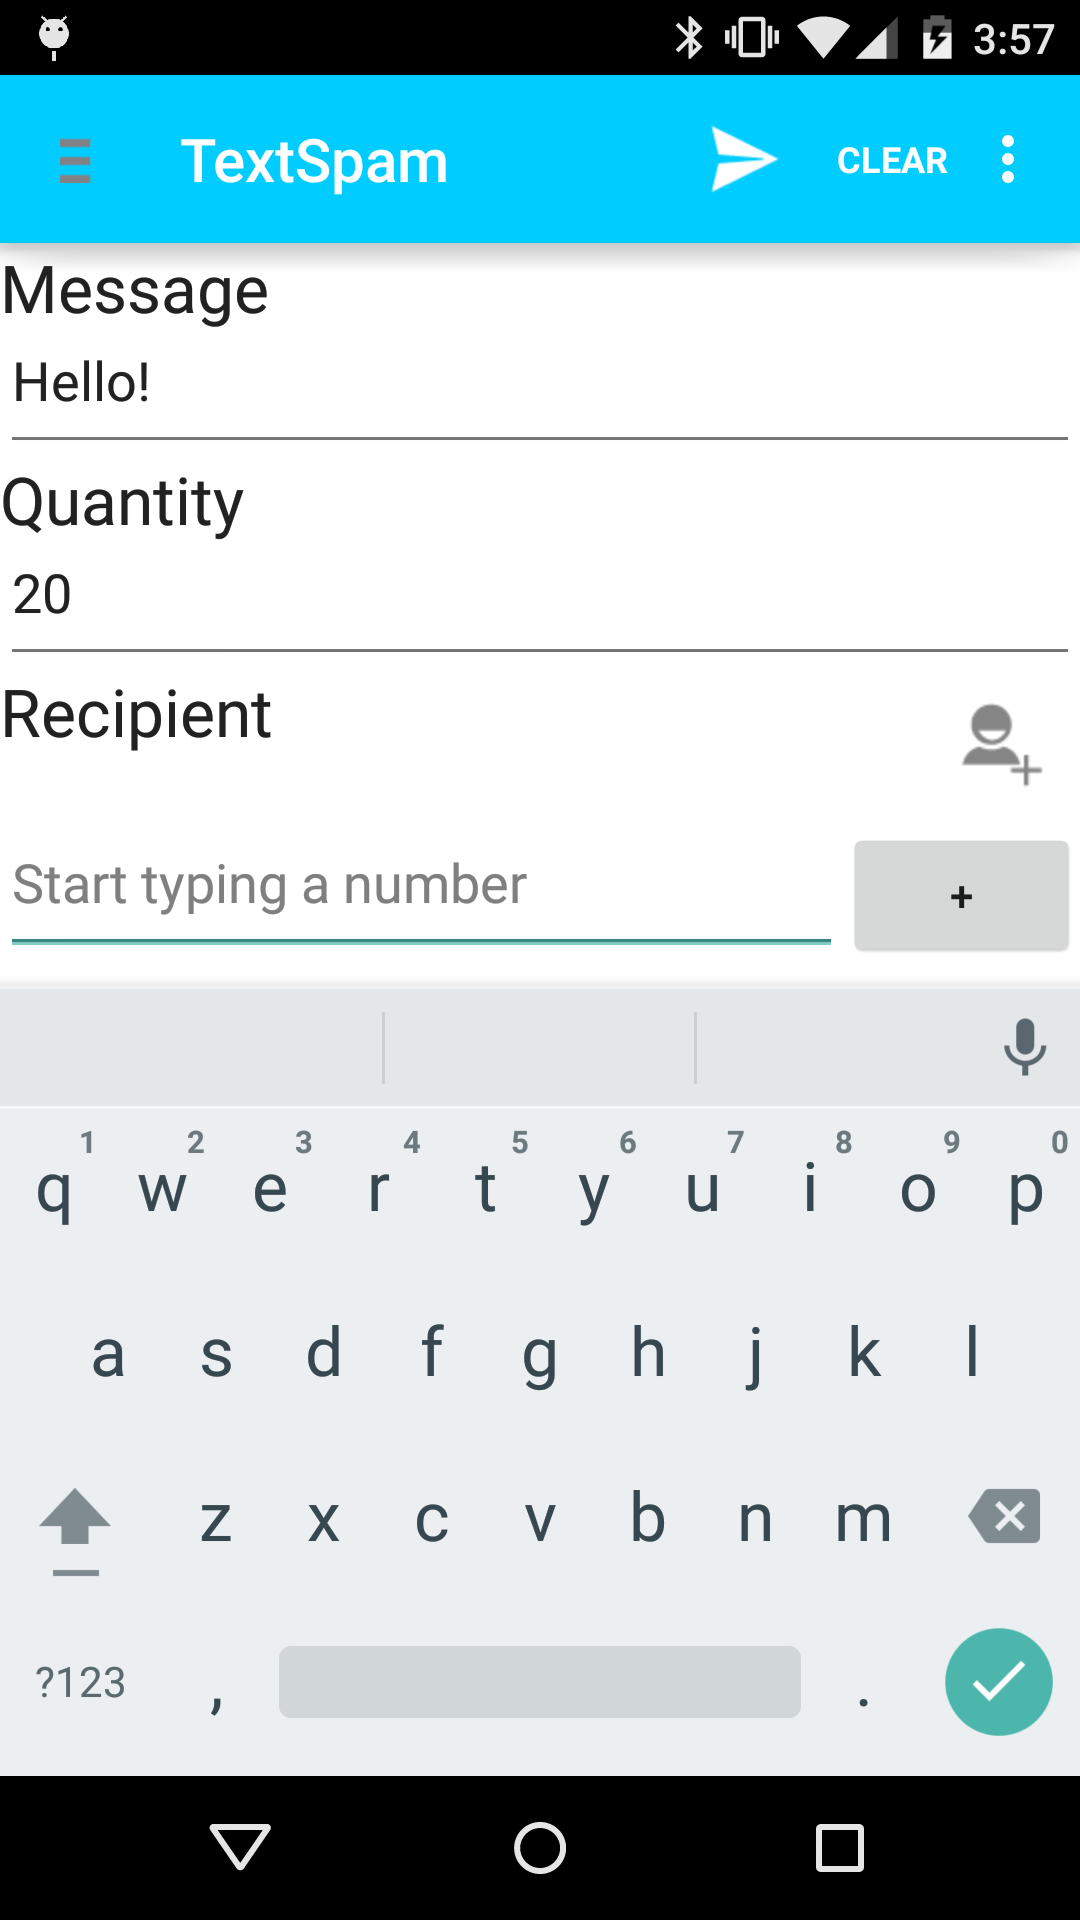 3:57
TextSpam CLEAR
Message
Hello!
Quantity
20
Recipient
Start typing a number +
1 2 3 4 5 6 7 8 9 0
q w e r t y u i o p
a s d f g h j k l
z x c v b n m
?123 , .